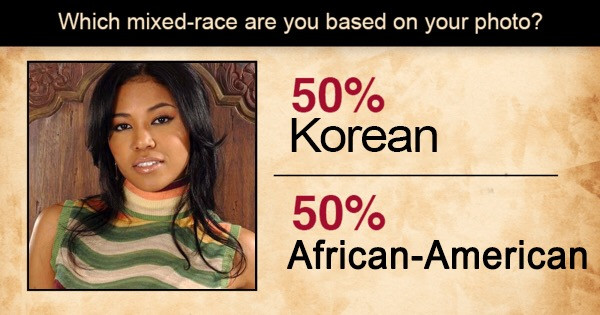 Which mixed-race are you based on your photo?
50%
Korean
50%
African-American